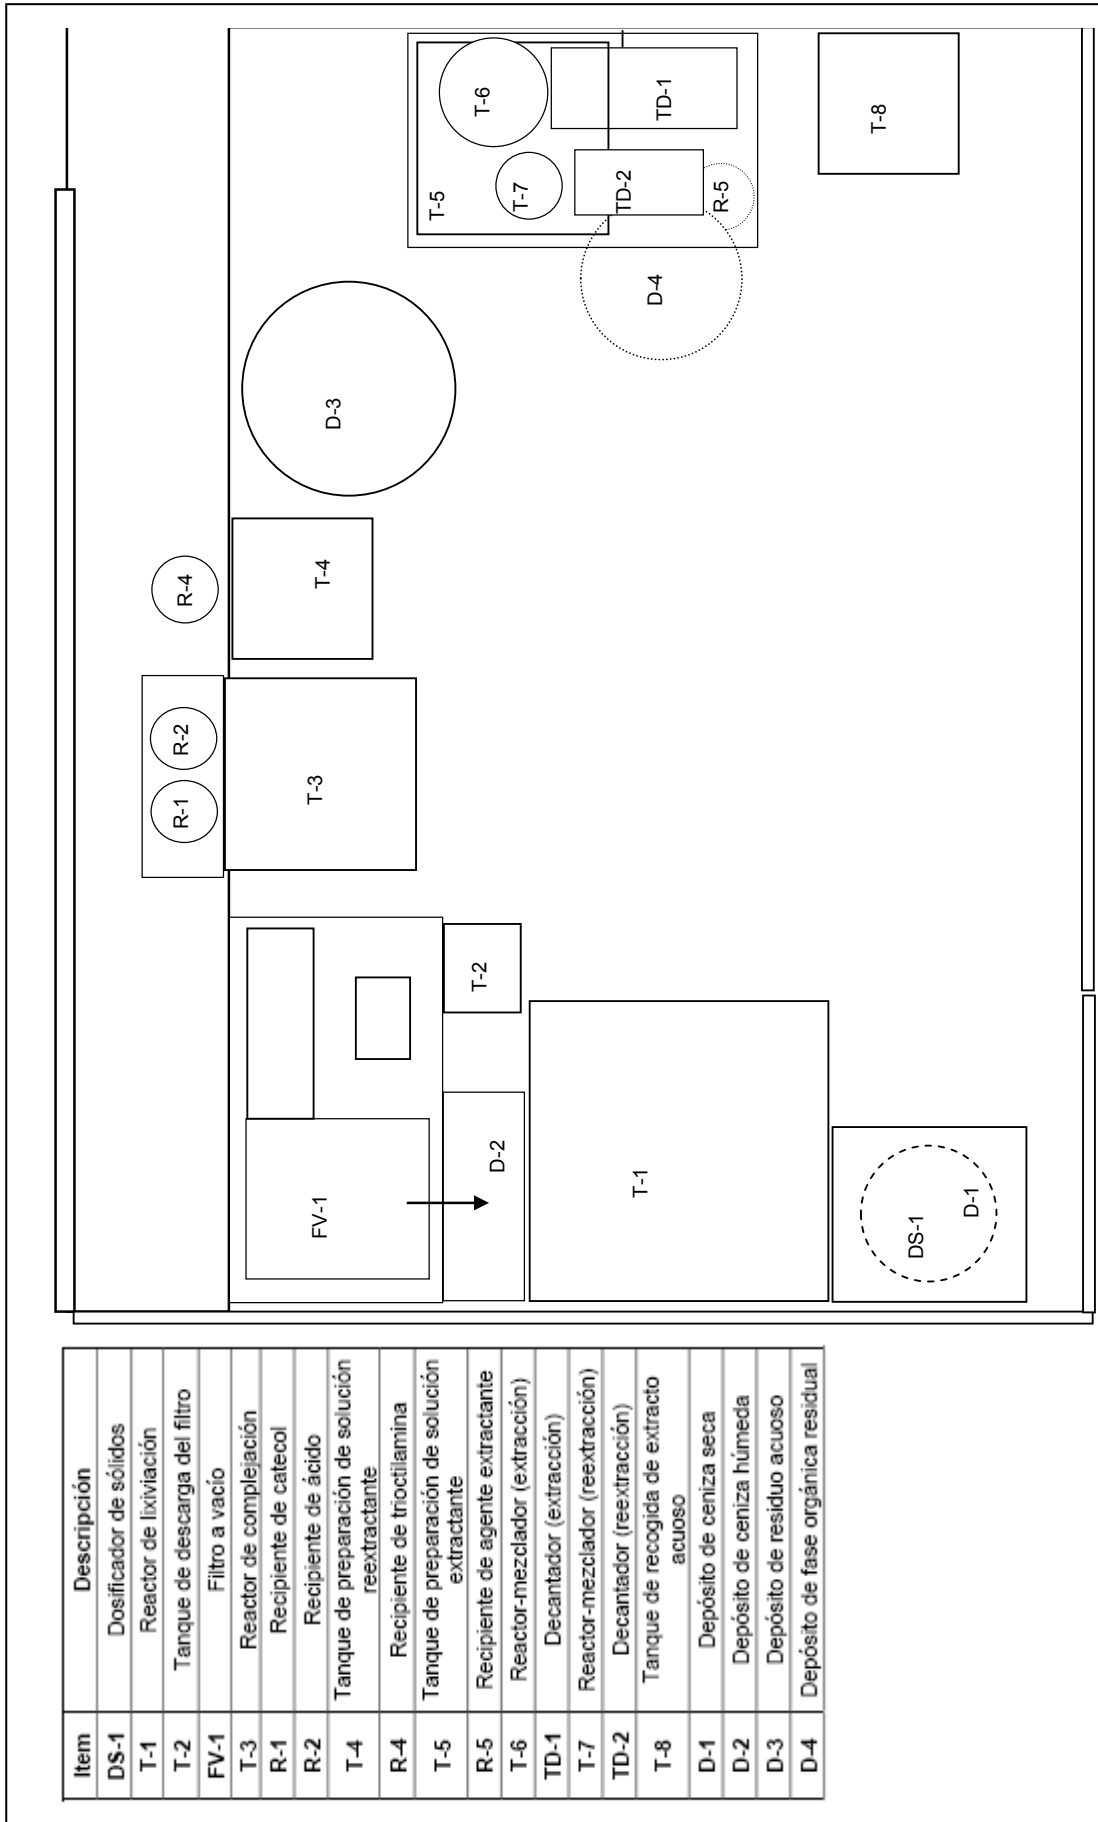 Item Descripción
DS-1 Dosificador de sólidos
T-1 Reactor de lixiviación
T-2 Tanque de descarga del filtro
FV-1 Filtro a vacío
T-3 Reactor de complejación
R-1 Recipiente de catecol
R-2 Recipiente de ácido
T-4 Tanque de preparación de solución
reextractante
R-4 Recipiente de trioctilamina
T-5 Tanque de preparación de solución
extractante
R-5 Recipiente de agente extractante
T-6 Reactor-mezclador (extracción)
TD-1 Decantador (extracción)
T-7 Reactor-mezclador (reextracción)
TD-2 Decantador (reextracción)
T-8 Tanque de recogida de extracto
acuoso
D-1 Depósito de ceniza seca
D-2 Depósito de ceniza húmeda
D-3 Depósito de residuo acuoso
D-4 Depósito de fase orgánica residual
R-1
R-2
R-4
FV-1
T-3
T-4
D-3
T-5
T-6
T-7
D-2
T-2
T-1
TD-2
TD-1
D-4
R-5
DS-1
D-1
T-8